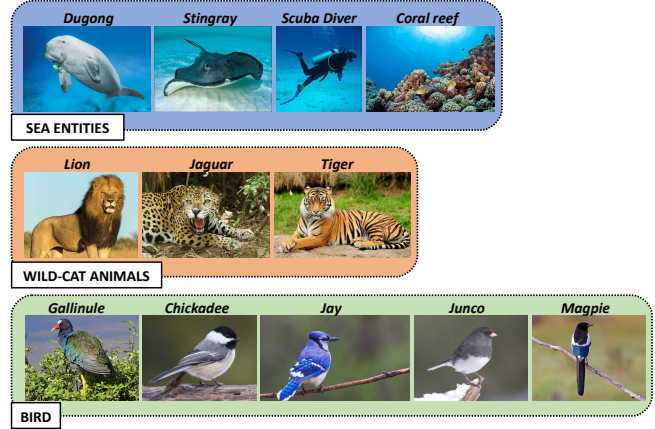 Dugong Stingray Scuba Diver Coral reef
SEA ENTITIES
Lion Jaguar Tiger
WILD-CAT ANIMALS
Gallinule Chickadee Jay Junco Magpie
BIRD